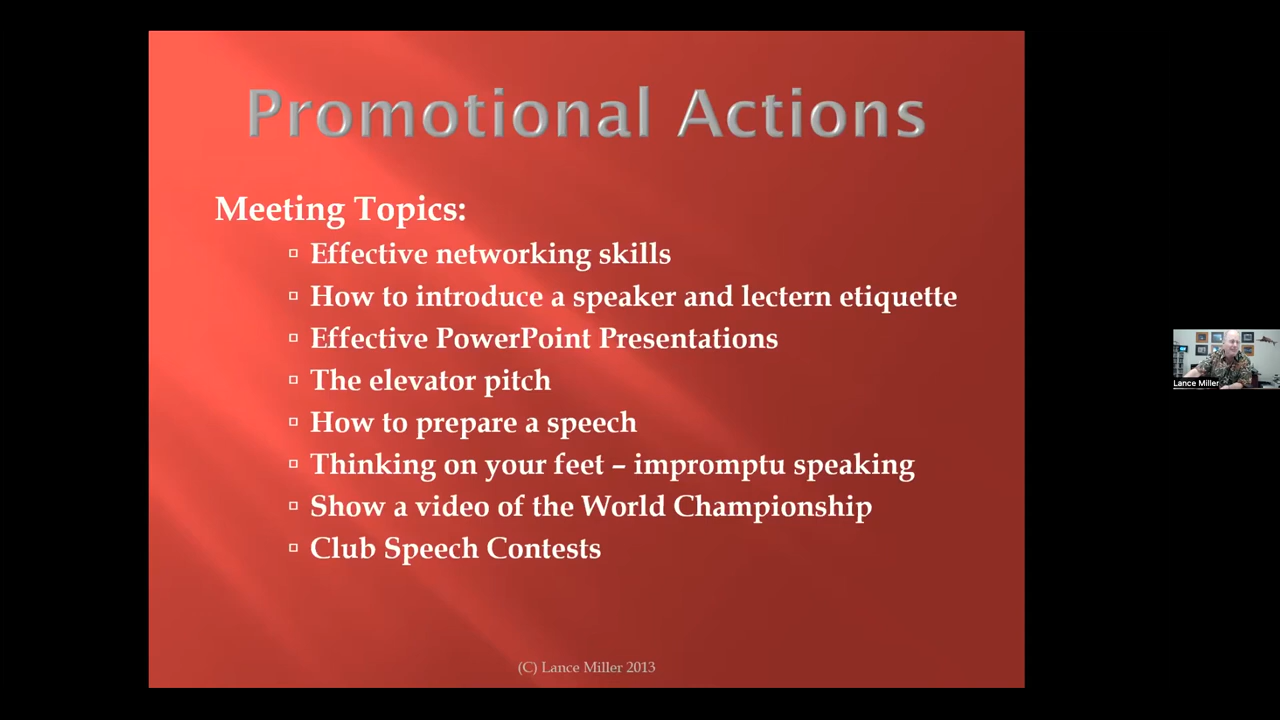 Promotional Actions
Meeting Topics:
Effective networking skills
How to introduce a speaker and lectern etiquette
Effective PowerPoint Presentations
The elevator pitch
How to prepare a speech
Thinking on your feet – impromptu speaking
Show a video of the World Championship
Club Speech Contests
(C) Lance Miller 2013
Lance Miller